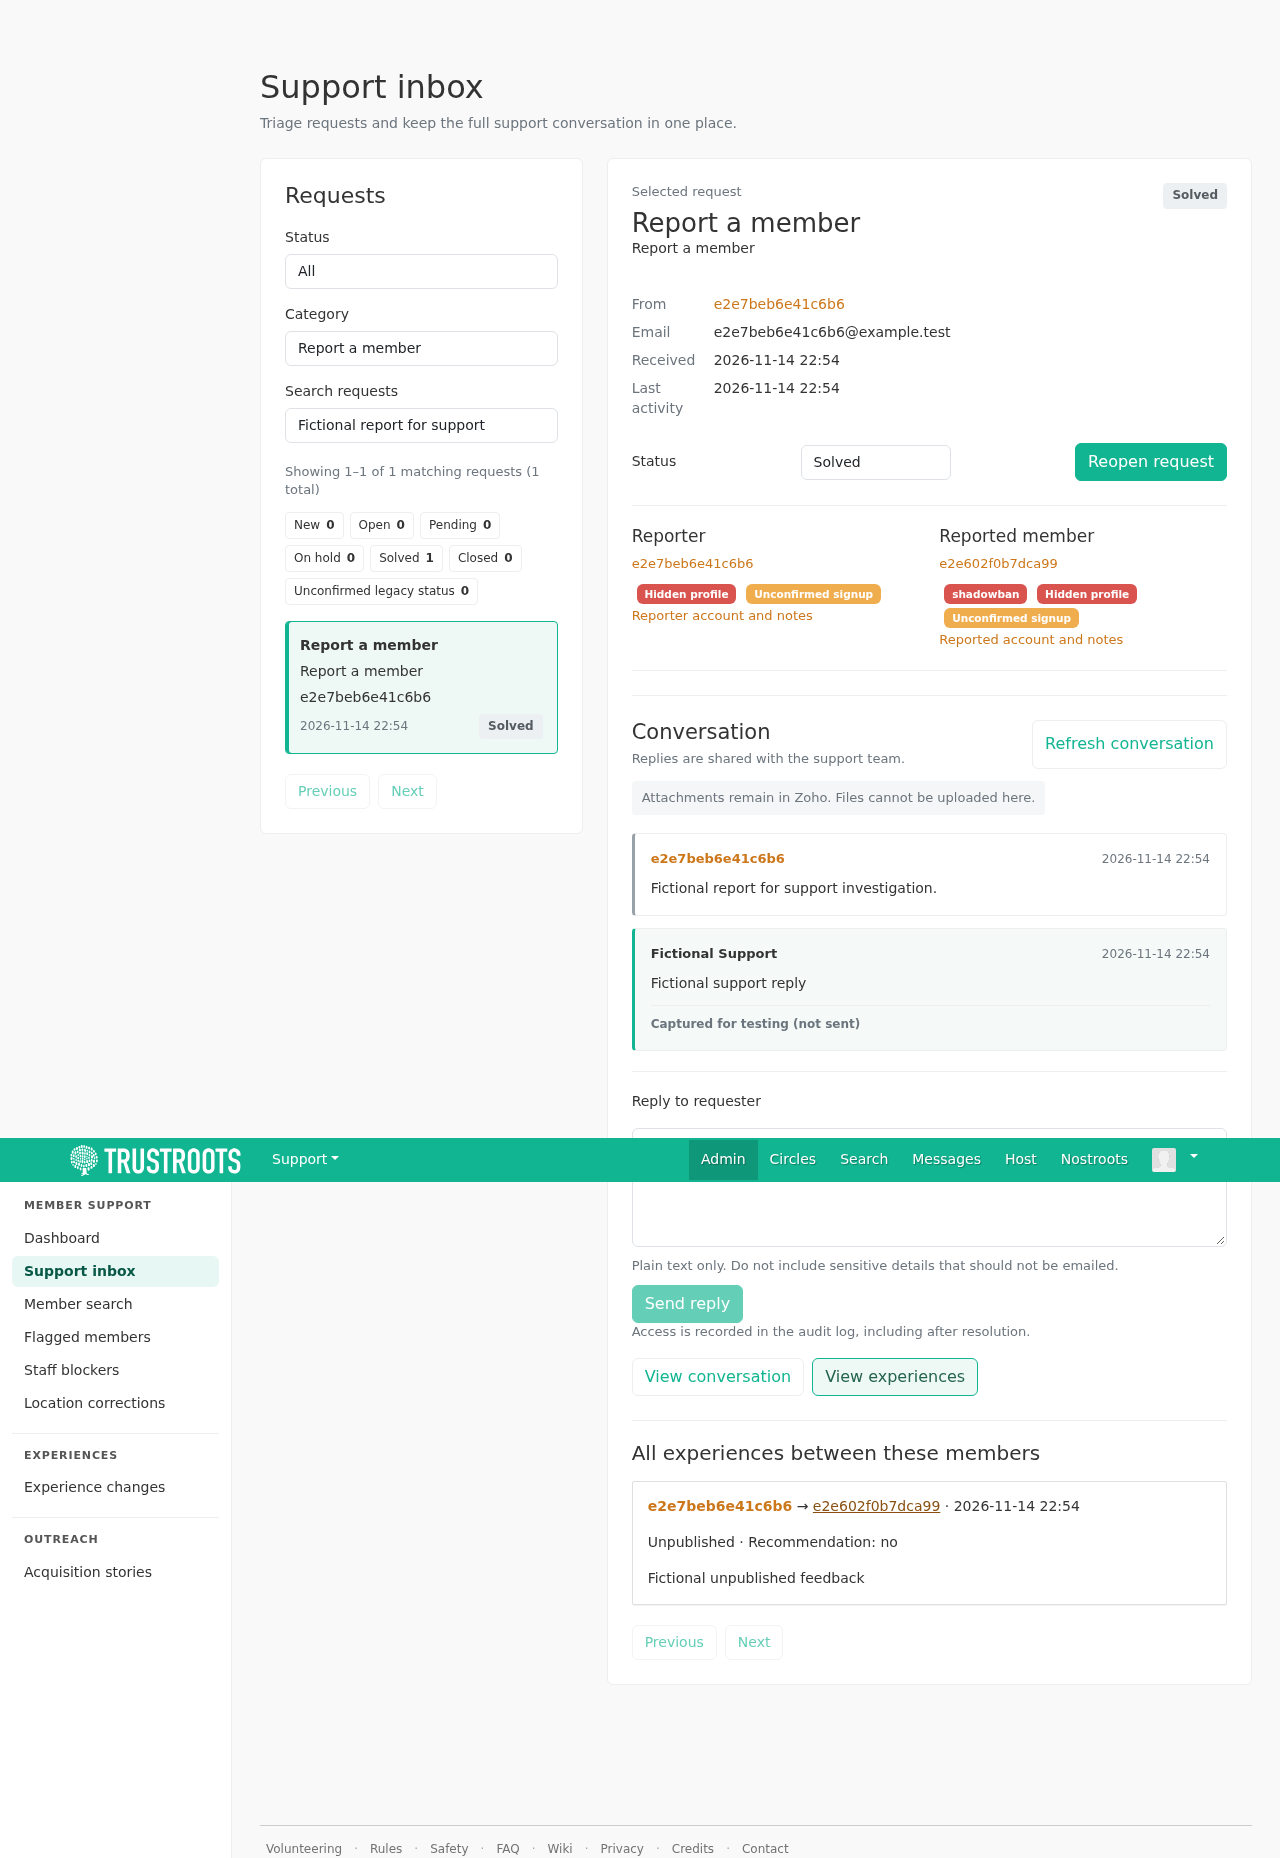 Support inbox
Triage requests and keep the full support conversation in one place.
Requests
Status
All
Category
Report a member
Search requests
Fictional report for support
Showing 1–1 of 1 matching requests (1
total)
New 0 Open 0 Pending 0
On hold 0 Solved 1 Closed 0
Unconfirmed legacy status 0
Report a member
Report a member
e2e7beb6e41c6b6
2026-11-14 22:54 Solved
Previous Next
Selected request Solved
Report a member
Report a member
From e2e7beb6e41c6b6
Email e2e7beb6e41c6b6@example.test
Received 2026-11-14 22:54
Last 2026-11-14 22:54
activity
Status Solved Reopen request
Reporter
e2e7beb6e41c6b6
Hidden profile Unconfirmed signup
Reporter account and notes
Reported member
e2e602f0b7dca99
shadowban Hidden profile
Unconfirmed signup
Reported account and notes
Conversation Refresh conversation
Replies are shared with the support team.
Attachments remain in Zoho. Files cannot be uploaded here.
e2e7beb6e41c6b6 2026-11-14 22:54
Fictional report for support investigation.
Fictional Support 2026-11-14 22:54
Fictional support reply
Captured for testing (not sent)
Reply to requester
TRUSTROOTS Support Admin Circles Search Messages Host Nostroots
MEMBER SUPPORT
Dashboard
Support inbox
Member search
Flagged members
Staff blockers
Location corrections
EXPERIENCES
Experience changes
OUTREACH
Acquisition stories
Plain text only. Do not include sensitive details that should not be emailed.
Send reply
Access is recorded in the audit log, including after resolution.
View conversation View experiences
All experiences between these members
e2e7beb6e41c6b6 → e2e602f0b7dca99 · 2026-11-14 22:54
Unpublished · Recommendation: no
Fictional unpublished feedback
Previous Next
Volunteering · Rules · Safety · FAQ · Wiki · Privacy · Credits · Contact